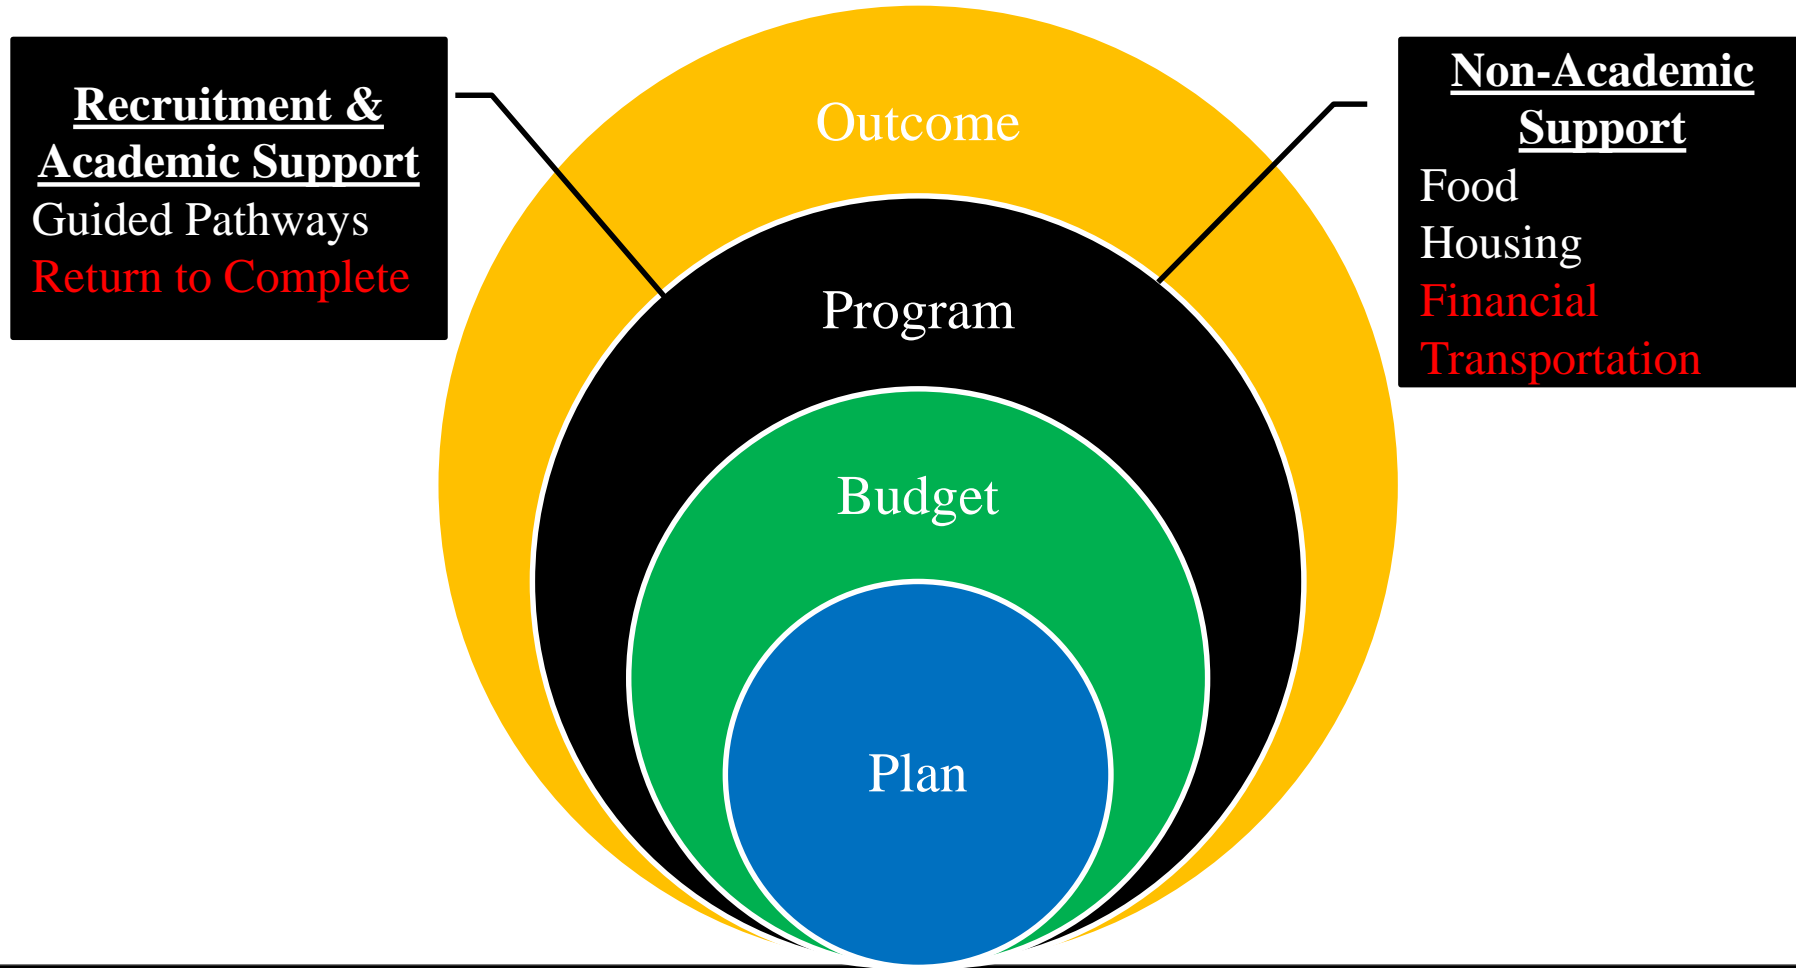 Recruitment &
Academic Support
Guided Pathways
Return to Complete
Outcome
Program
Budget
Plan
Non-Academic
Support
Food
Housing
Financial
Transportation